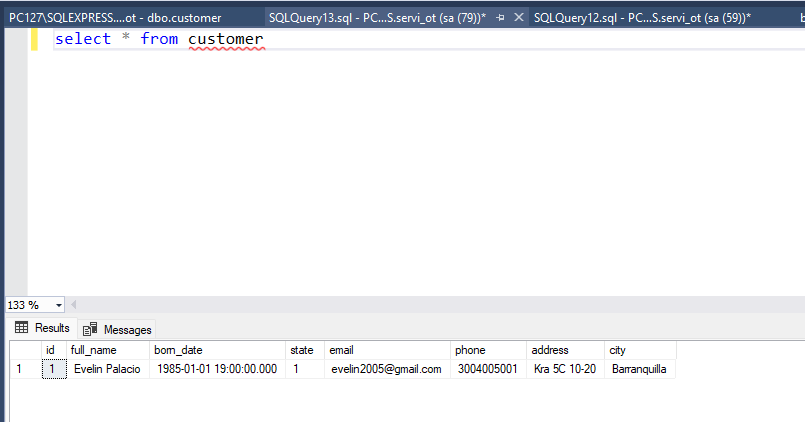 PC127\SQLEXPRESS....ot - dbo.customer SQLQuery13.sql - PC...S.servi_ot (sa (79))* SQLQuery12.sql - PC...S.servi_ot (sa (59))*
select * from customer
133 %
Results Messages
id full_name born_date state email phone address city
1 1 Evelin Palacio 1985-01-01 19:00:00.000 1 evelin2005@gmail.com 3004005001 Kra 5C 10-20 Barranquilla